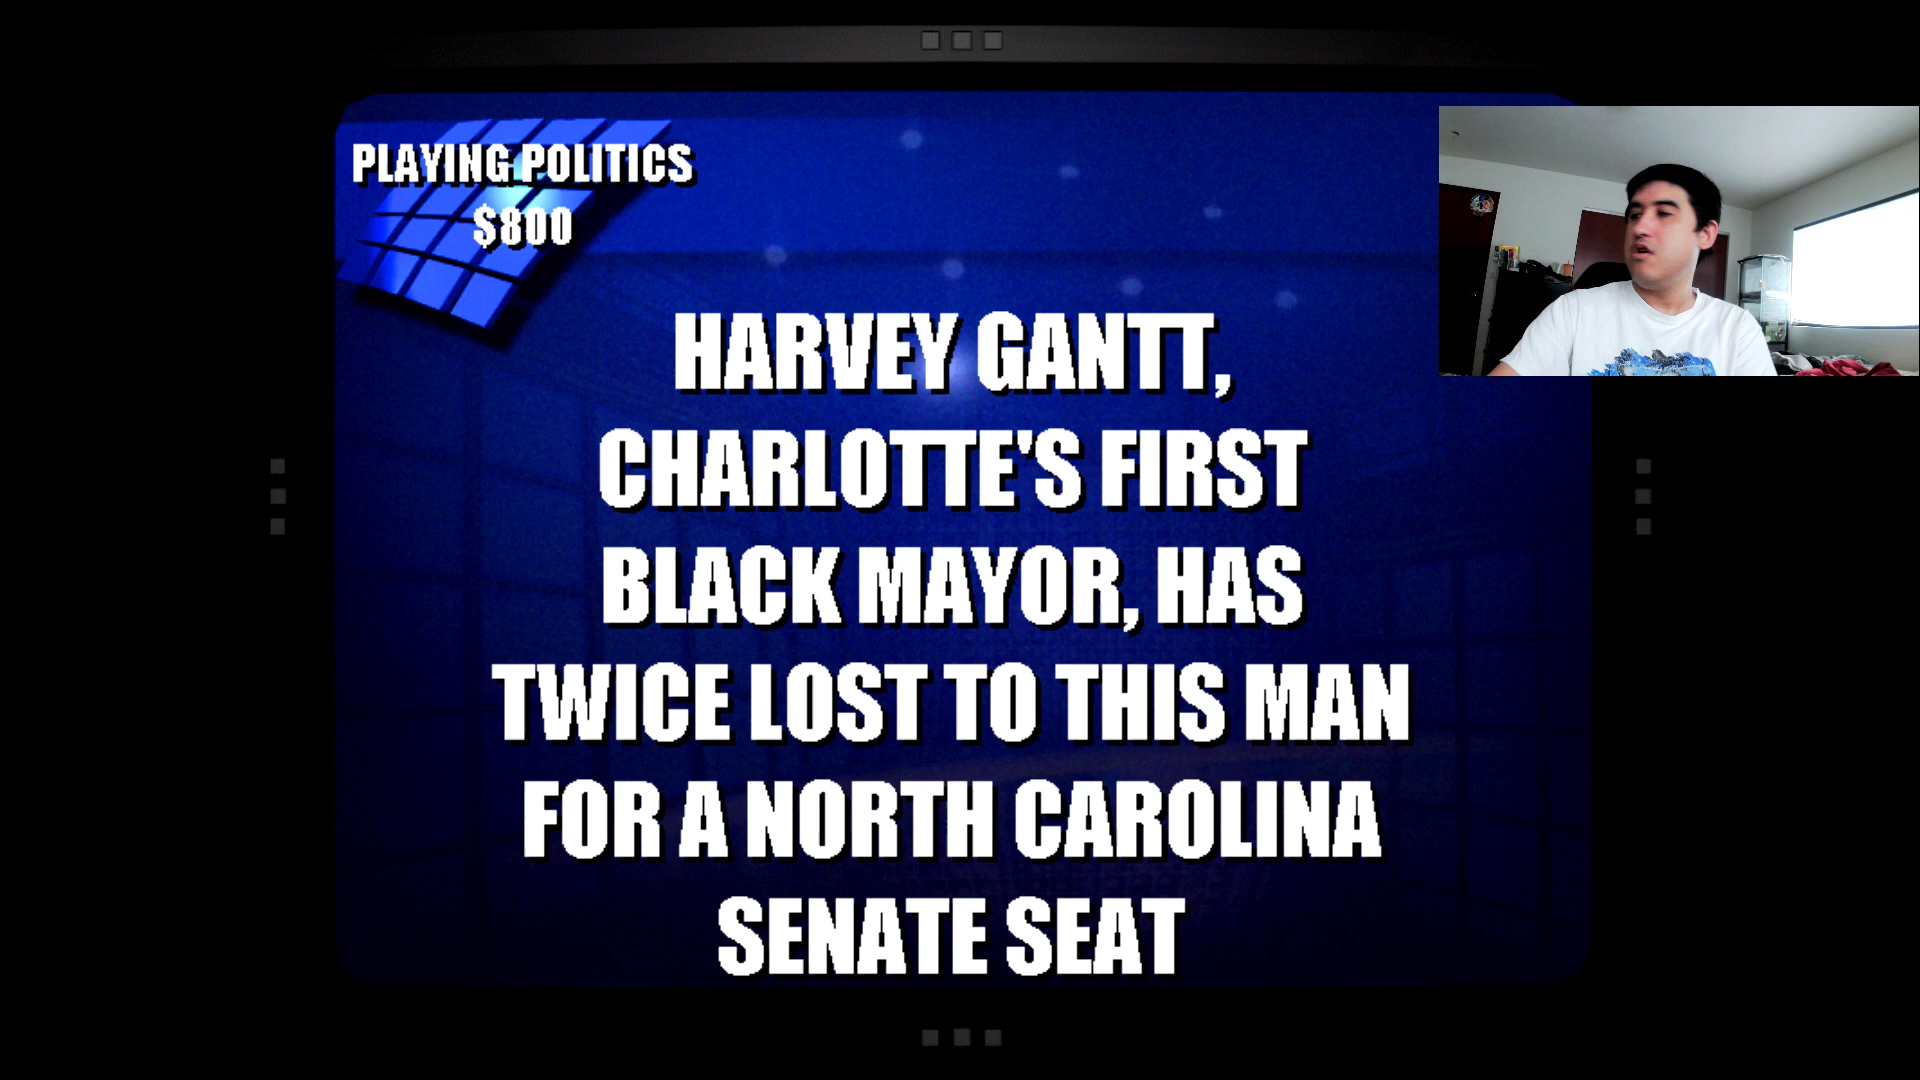 PLAYING POLITICS
$800
HARVEY GANTT,
CHARLOTTE'S FIRST
BLACK MAYOR, HAS
TWICE LOST TO THIS MAN
FOR A NORTH CAROLINA
SENATE SEAT